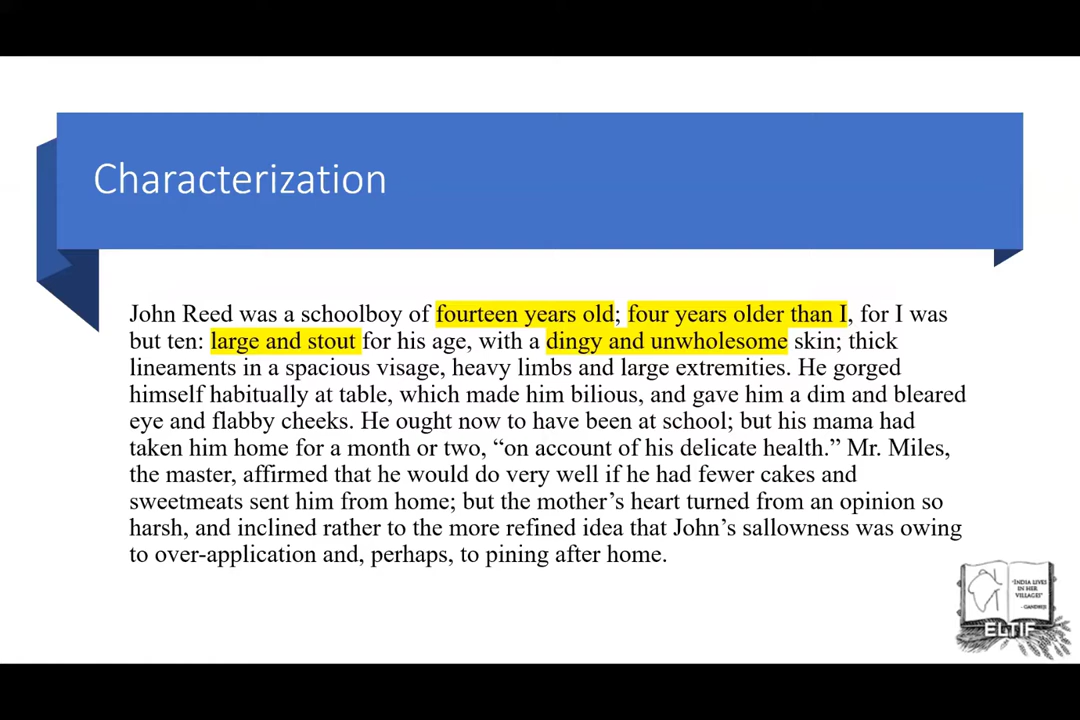 Characterization
John Reed was a schoolboy of fourteen years old; four years older than I, for I was
but ten: large and stout for his age, with a dingy and unwholesome skin; thick
lineaments in a spacious visage, heavy limbs and large extremities. He gorged
himself habitually at table, which made him bilious, and gave him a dim and bleared
eye and flabby cheeks. He ought now to have been at school; but his mama had
taken him home for a month or two, “on account of his delicate health.” Mr. Miles,
the master, affirmed that he would do very well if he had fewer cakes and
sweetmeats sent him from home; but the mother’s heart turned from an opinion so
harsh, and inclined rather to the more refined idea that John’s sallowness was owing
to over-application and, perhaps, to pining after home.
"INDIA LIVES
IN HER
VILLAGES"
- GANDHIJI
ELTIF